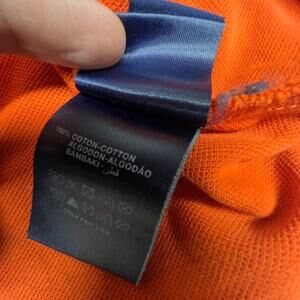 100% COTON-COTTON
ALGODON-ALGODÃO
BAMBAKI - قطن